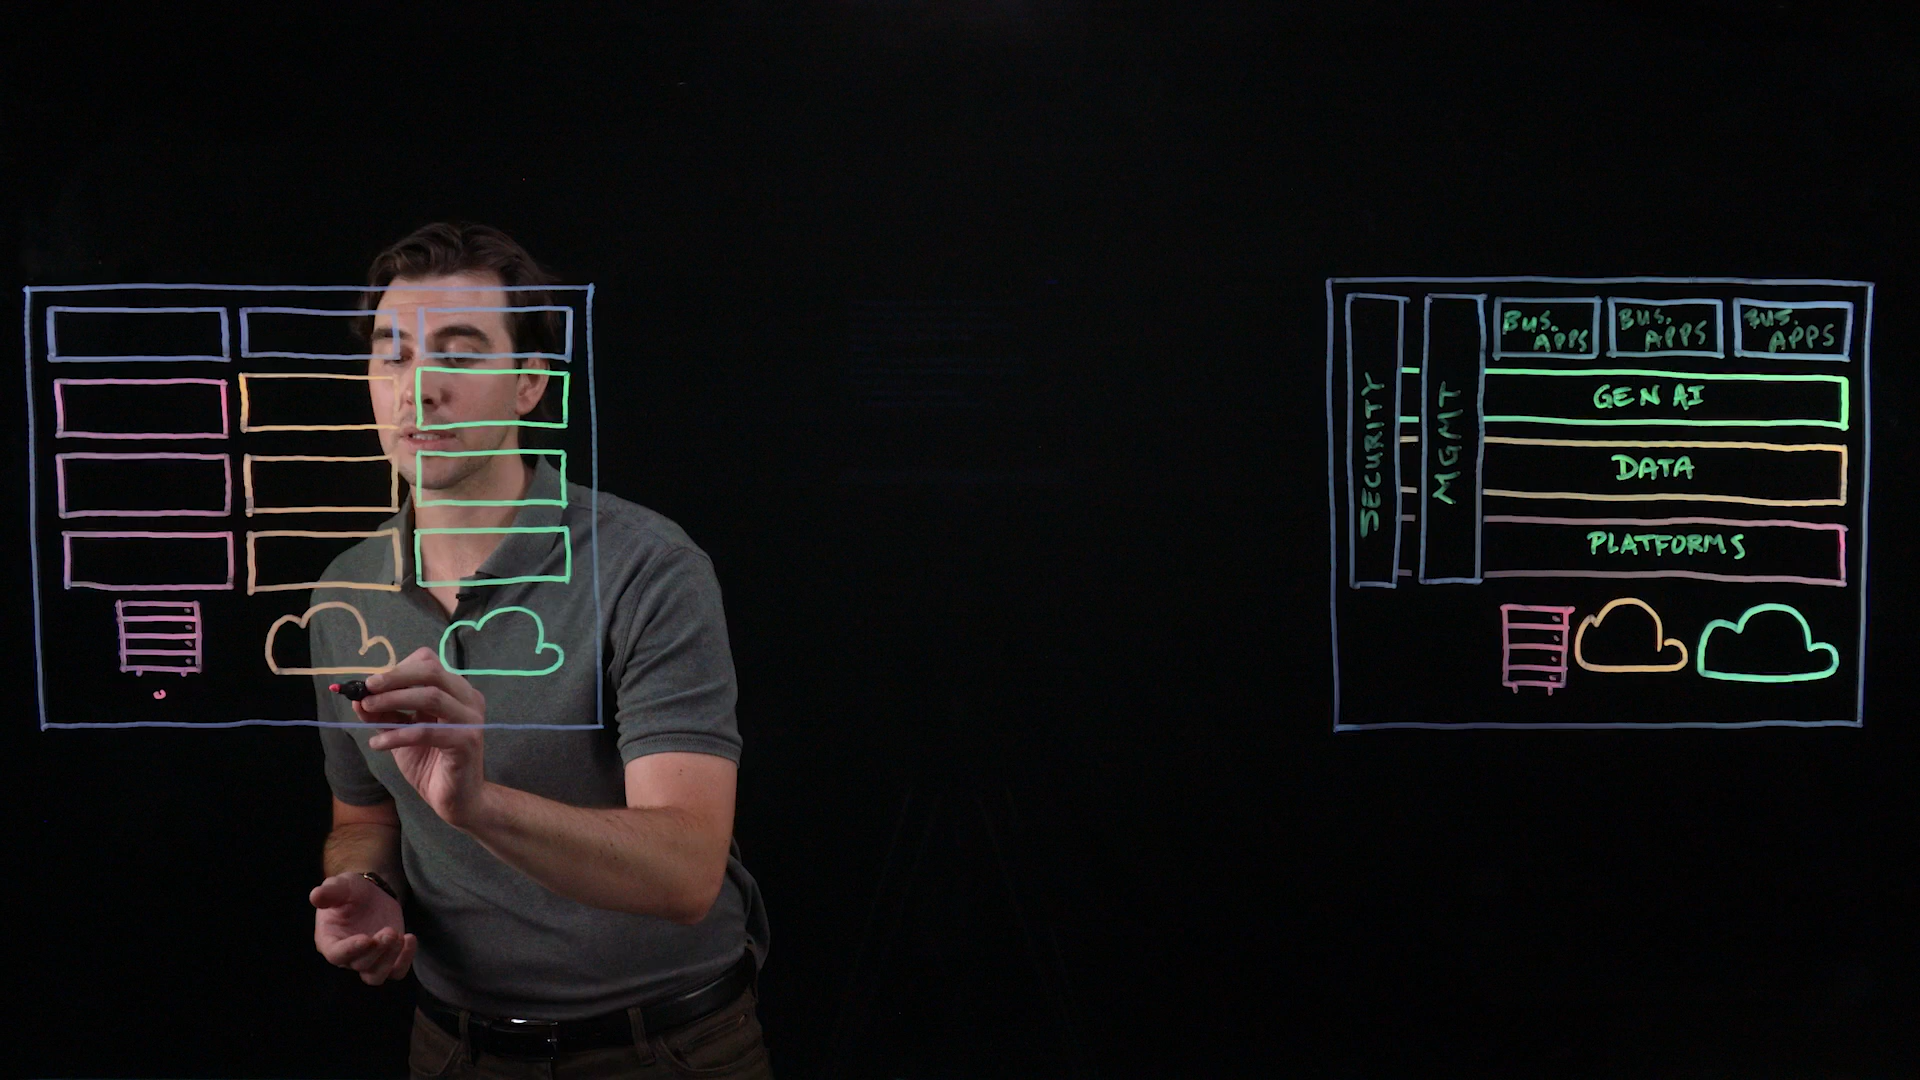 BUS. APPS
BUS. APPS
BUS. APPS
SECURITY
MGMT
GEN AI
DATA
PLATFORMS